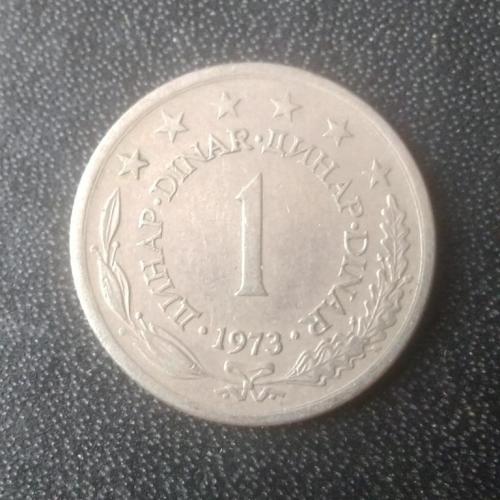 ДИНАР · DINAR · ДИНАР · DINAR
1
· 1973 ·